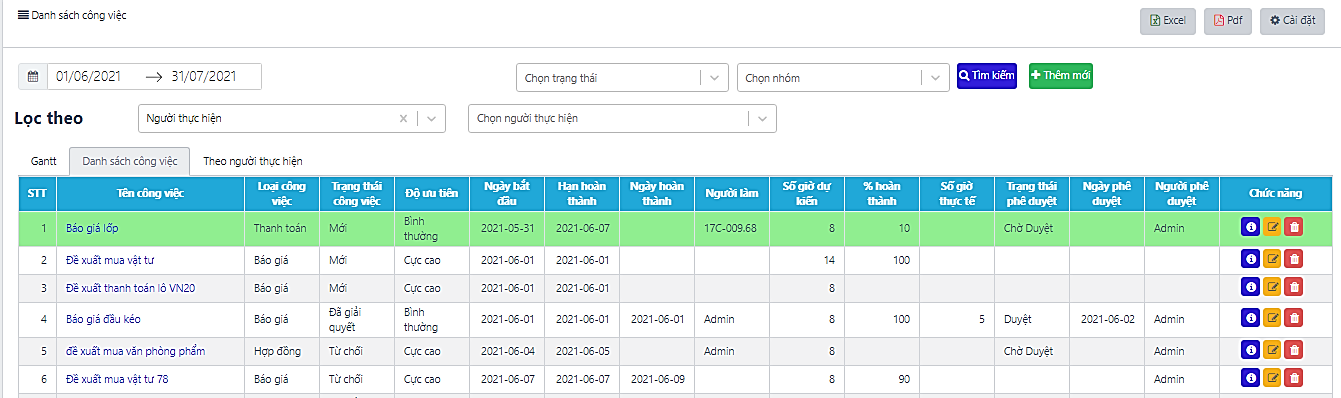 Danh sách công việc
Excel Pdf Cài đặt
01/06/2021 → 31/07/2021 Chọn trạng thái Chọn nhóm Tìm kiếm Thêm mới
Lọc theo Người thực hiện Chọn người thực hiện
Gantt Danh sách công việc Theo người thực hiện
STT Tên công việc Loại công việc Trạng thái công việc Độ ưu tiên Ngày bắt đầu Hạn hoàn thành Ngày hoàn thành Người làm Số giờ dự kiến % hoàn thành Số giờ thực tế Trạng thái phê duyệt Ngày phê duyệt Người phê duyệt Chức năng
1 Báo giá lốp Thanh toán Mới Bình thường 2021-05-31 2021-06-07 17C-009.68 8 10 Chờ Duyệt Admin
2 Đề xuất mua vật tư Báo giá Mới Cực cao 2021-06-01 2021-06-01 14 100
3 Đề xuất thanh toán lô VN20 Báo giá Mới Cực cao 2021-06-01 2021-06-01 8
4 Báo giá đầu kéo Báo giá Đã giải quyết Bình thường 2021-06-01 2021-06-01 2021-06-01 Admin 8 100 5 Duyệt 2021-06-02 Admin
5 đề xuất mua văn phòng phẩm Hợp đồng Từ chối Cực cao 2021-06-04 2021-06-05 Admin 8 Chờ Duyệt Admin
6 Đề xuất mua vật tư 78 Báo giá Từ chối Cực cao 2021-06-07 2021-06-07 2021-06-09 8 90 Admin